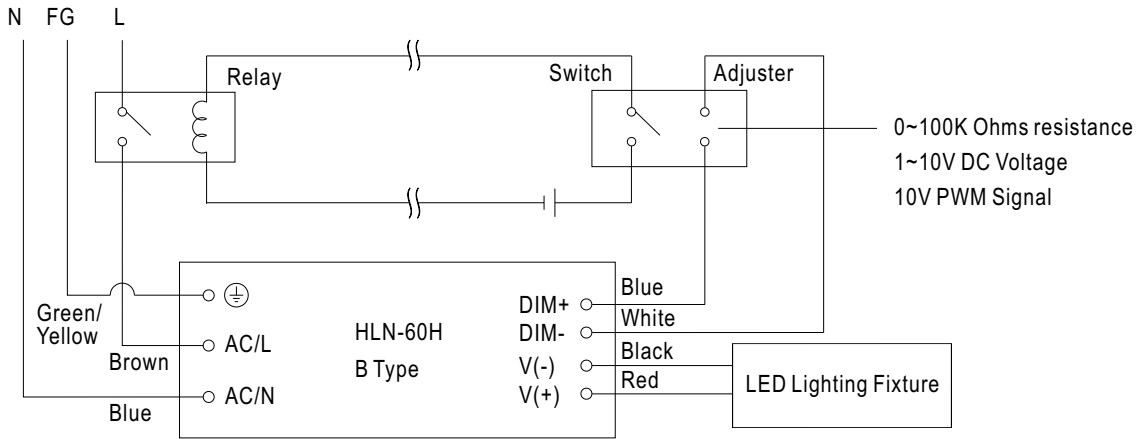 N FG L
Relay
Switch
Adjuster
0~100K Ohms resistance
1~10V DC Voltage
10V PWM Signal
Green/
Yellow
Brown
Blue
AC/L
AC/N
HLN-60H
B Type
DIM+
DIM-
V(-)
V(+)
Blue
White
Black
Red
LED Lighting Fixture